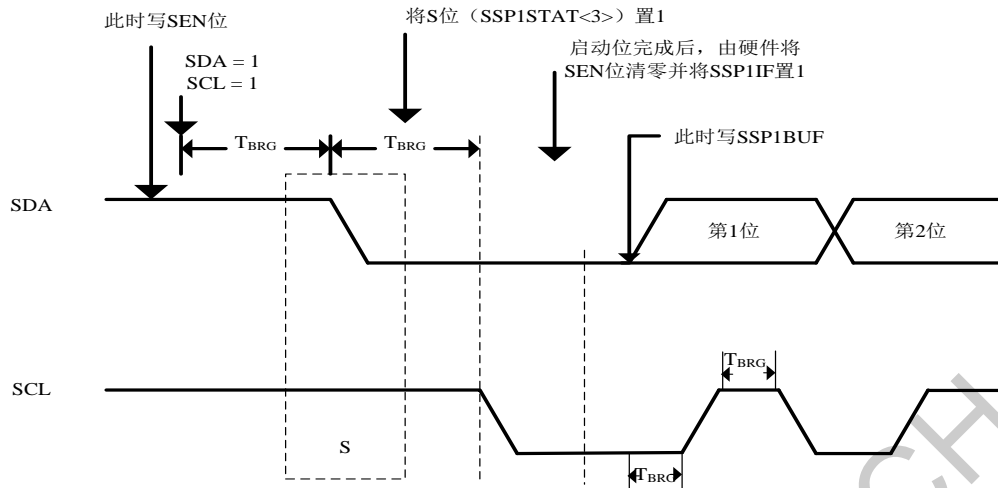 此时写SEN位
SDA = 1
SCL = 1
将S位（SSP1STAT<3>）置1
启动位完成后，由硬件将
SEN位清零并将SSP1IF置1
TBRG
TBRG
此时写SSP1BUF
SDA
第1位
第2位
TBRG
SCL
S
TBRG
CH